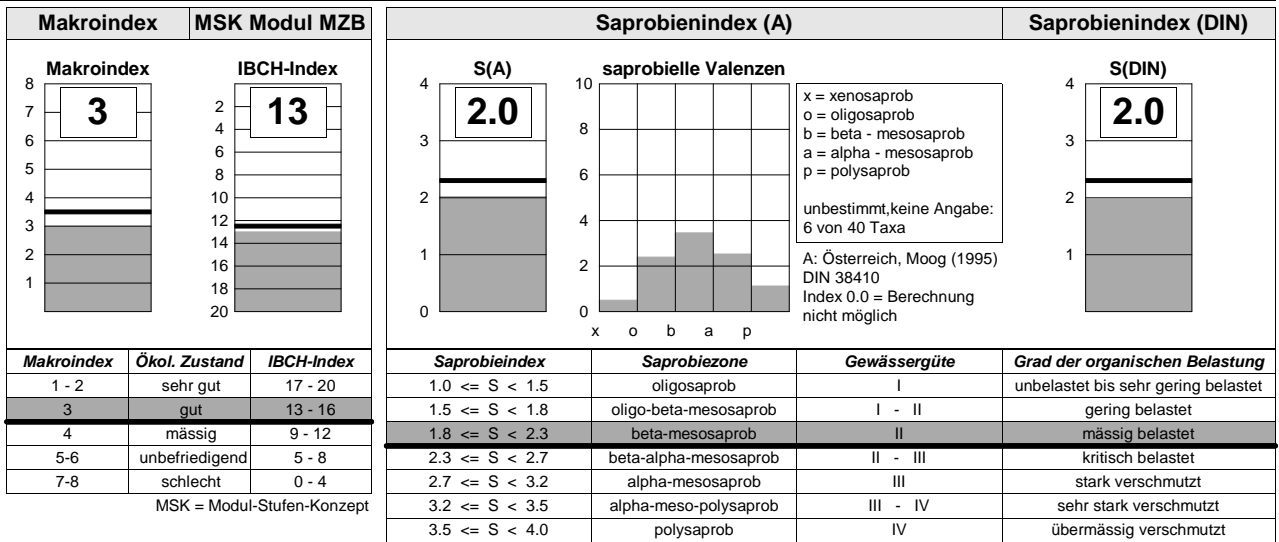 Makroindex
MSK Modul MZB
Saprobienindex (A)
Saprobienindex (DIN)
Makroindex
8
7
6
5
4
3
2
1
3
IBCH-Index
2
4
6
8
10
12
14
16
18
20
13
S(A)
4
3
2
1
0
2.0
saprobielle Valenzen
10
8
6
4
2
0
x o b a p
x = xenosaprob
o = oligosaprob
b = beta - mesosaprob
a = alpha - mesosaprob
p = polysaprob
unbestimmt,keine Angabe:
6 von 40 Taxa
A: Österreich, Moog (1995)
DIN 38410
Index 0.0 = Berechnung
nicht möglich
S(DIN)
4
3
2
1
2.0
Makroindex Ökol. Zustand IBCH-Index
1 - 2 sehr gut 17 - 20
3 gut 13 - 16
4 mässig 9 - 12
5-6 unbefriedigend 5 - 8
7-8 schlecht 0 - 4
MSK = Modul-Stufen-Konzept
Saprobieindex Saprobiezone Gewässergüte Grad der organischen Belastung
1.0 <= S < 1.5 oligosaprob I unbelastet bis sehr gering belastet
1.5 <= S < 1.8 oligo-beta-mesosaprob I - II gering belastet
1.8 <= S < 2.3 beta-mesosaprob II mässig belastet
2.3 <= S < 2.7 beta-alpha-mesosaprob II - III kritisch belastet
2.7 <= S < 3.2 alpha-mesosaprob III stark verschmutzt
3.2 <= S < 3.5 alpha-meso-polysaprob III - IV sehr stark verschmutzt
3.5 <= S < 4.0 polysaprob IV übermässig verschmutzt